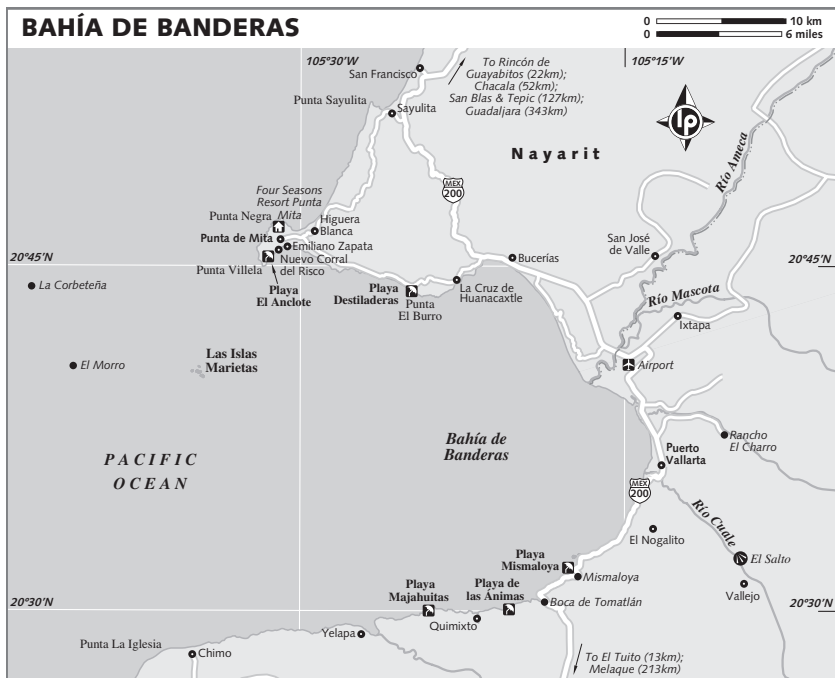 BAHÍA DE BANDERAS
0 10 km
0 6 miles
105°30'W
105°15'W
San Francisco
To Rincón de
Guayabitos (22km);
Chacala (52km);
San Blas & Tepic (127km);
Guadaljara (343km)
Punta Sayulita
Sayulita
lp
Nayarit
Río Ameca
MEX
200
Four Seasons
Resort Punta
Mita
Punta Negra
Higuera
Blanca
Punta de Mita
Emiliano Zapata
Nuevo Corral
del Risco
Punta Villela
Playa
El Anclote
Bucerías
San José
de Valle
20°45'N
20°45'N
La Corbeteña
Playa
Destiladeras
Punta
El Burro
La Cruz de
Huanacaxtle
Río Mascota
Ixtapa
El Morro
Las Islas
Marietas
Airport
PACIFIC
OCEAN
Bahía de
Banderas
Rancho
El Charro
Puerto
Vallarta
MEX
200
Río Cuale
El Nogalito
El Salto
Vallejo
Playa
Mismaloya
Mismaloya
Playa
Majahuitas
Playa de
las Ánimas
Boca de Tomatlán
20°30'N
20°30'N
Quimixto
Yelapa
Punta La Iglesia
Chimo
To El Tuito (13km);
Melaque (213km)